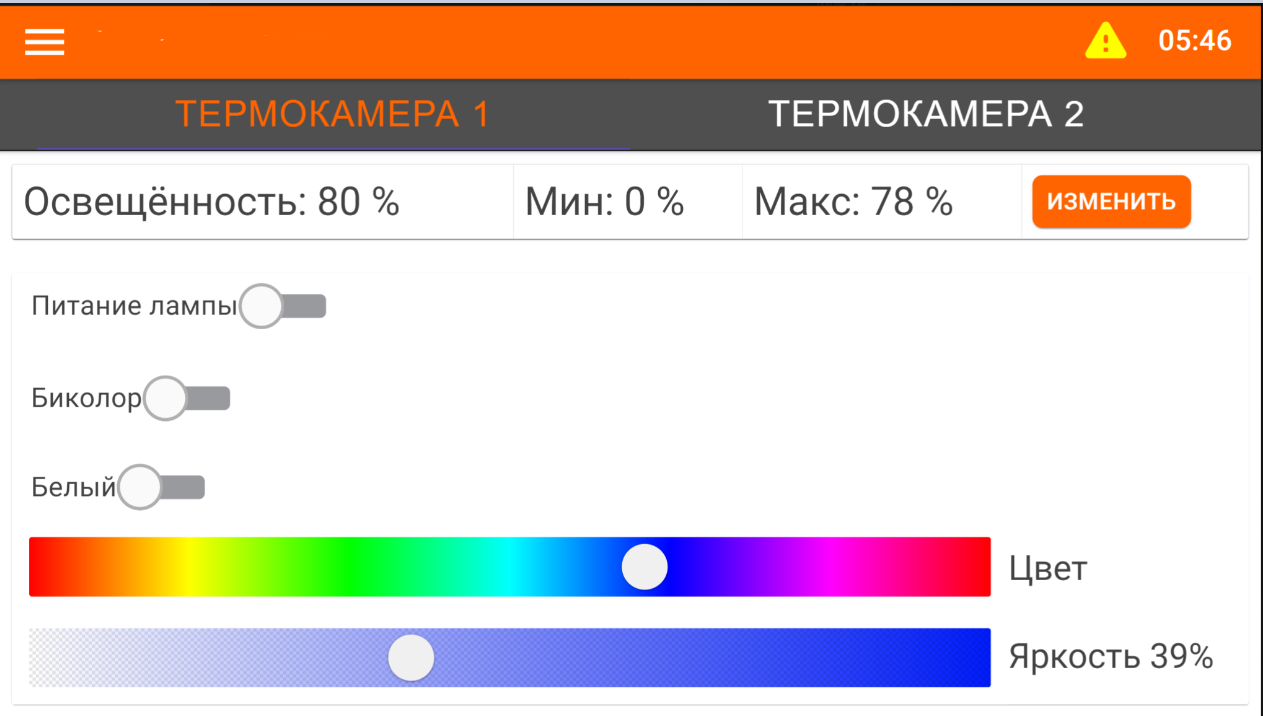 05:46
ТЕРМОКАМЕРА 1 ТЕРМОКАМЕРА 2
Освещённость: 80 % Мин: 0 % Макс: 78 % ИЗМЕНИТЬ
Питание лампы
Биколор
Белый
Цвет
Яркость 39%